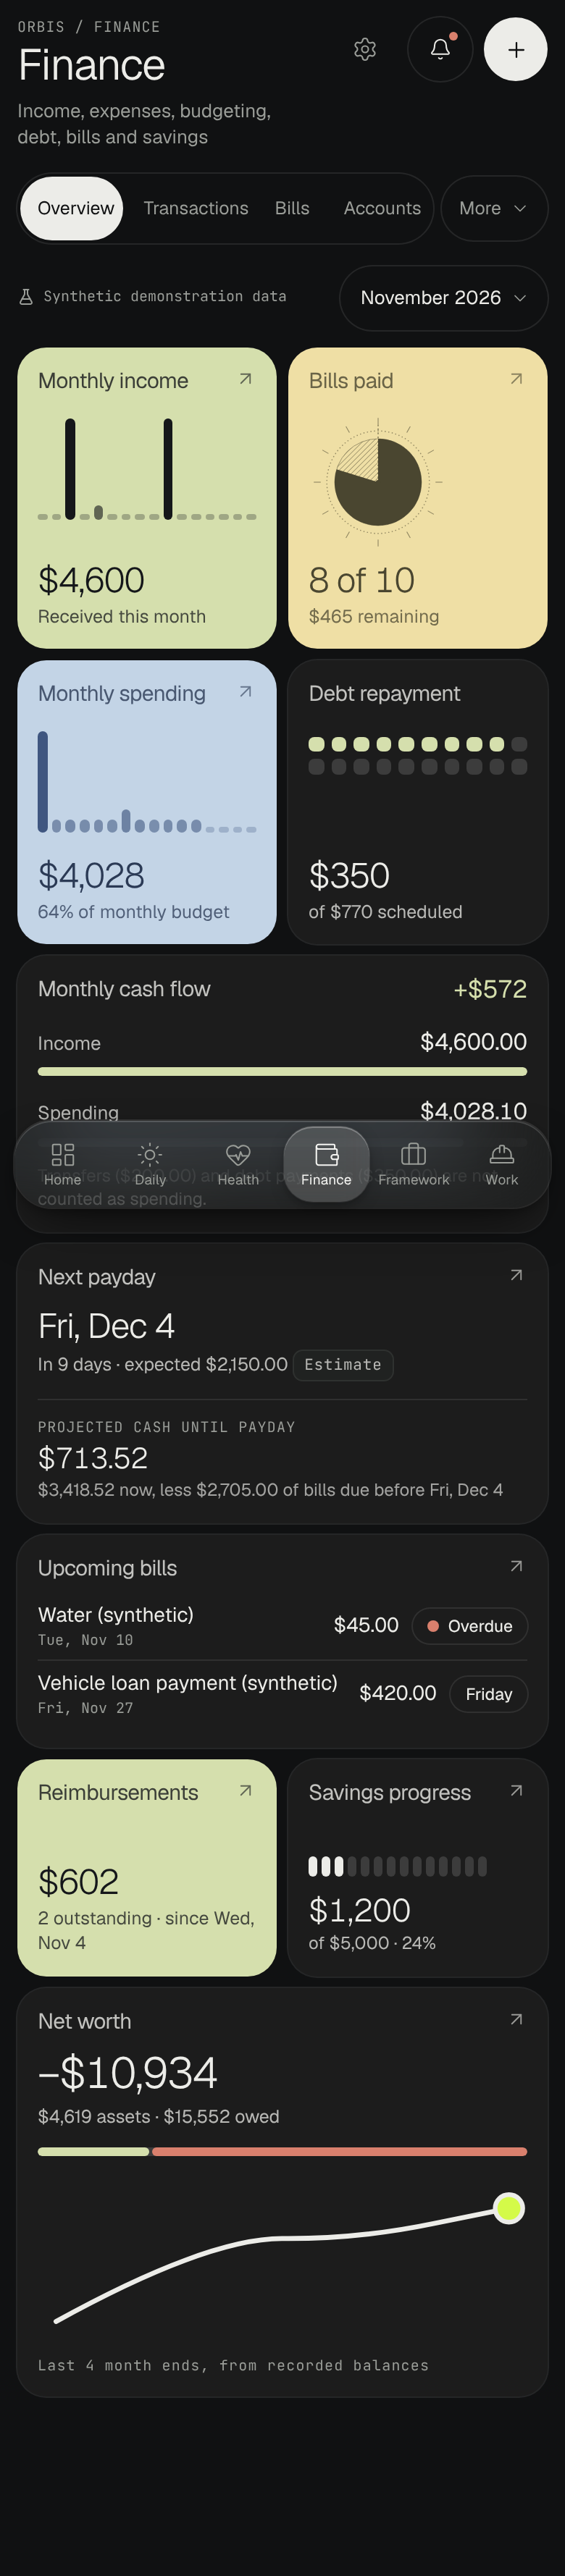 ORBIS / FINANCE
Finance
Income, expenses, budgeting,
debt, bills and savings
Overview Transactions Bills Accounts More
Synthetic demonstration data
November 2026
Monthly income
$4,600
Received this month
Bills paid
8 of 10
$465 remaining
Monthly spending
$4,028
64% of monthly budget
Debt repayment
$350
of $770 scheduled
Monthly cash flow +$572
Income $4,600.00
Spending $4,028.10
Home Daily Health Finance Framework Work
counted as spending.
Next payday
Fri, Dec 4
In 9 days · expected $2,150.00 Estimate
PROJECTED CASH UNTIL PAYDAY
$713.52
$3,418.52 now, less $2,705.00 of bills due before Fri, Dec 4
Upcoming bills
Water (synthetic) $45.00 Overdue
Tue, Nov 10
Vehicle loan payment (synthetic) $420.00 Friday
Fri, Nov 27
Reimbursements
$602
2 outstanding · since Wed,
Nov 4
Savings progress
$1,200
of $5,000 · 24%
Net worth
−$10,934
$4,619 assets · $15,552 owed
Last 4 month ends, from recorded balances